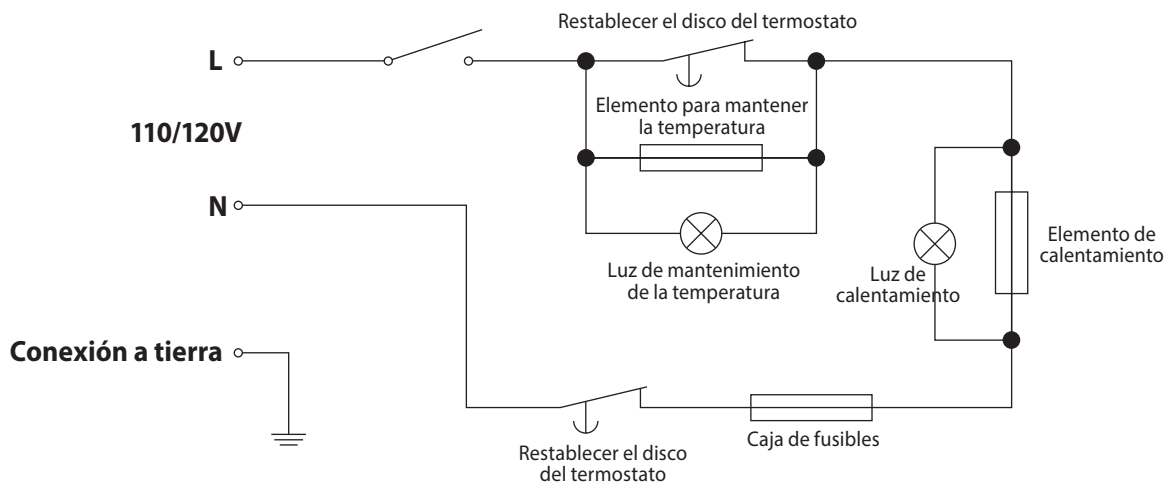 Restablecer el disco del termostato
L
Elemento para mantener
la temperatura
110/120V
N
Luz de mantenimiento
de la temperatura
Luz de
calentamiento
Elemento de
calentamiento
Conexión a tierra
Restablecer el disco
del termostato
Caja de fusibles